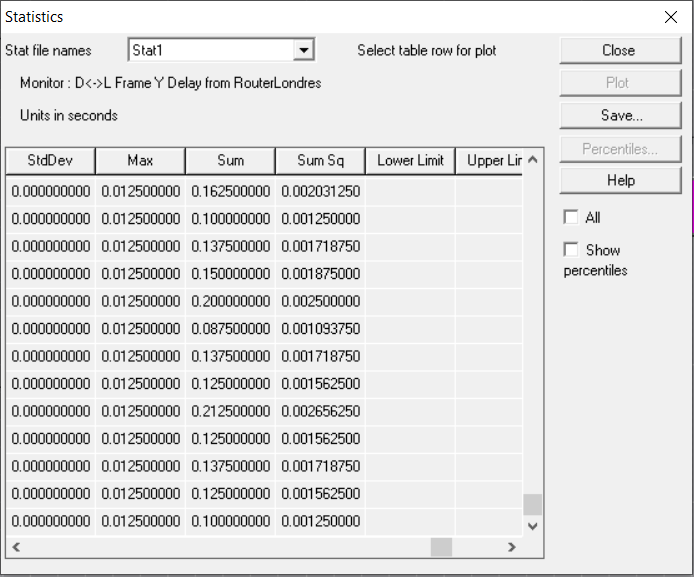 Statistics
Stat file names Stat1 Select table row for plot Close
Monitor : D<->L Frame Y Delay from RouterLondres Plot
Units in seconds Save...
Percentiles...
Help
All
Show
percentiles
StdDev Max Sum Sum Sq Lower Limit Upper Lir
0.000000000 0.012500000 0.162500000 0.002031250
0.000000000 0.012500000 0.100000000 0.001250000
0.000000000 0.012500000 0.137500000 0.001718750
0.000000000 0.012500000 0.150000000 0.001875000
0.000000000 0.012500000 0.200000000 0.002500000
0.000000000 0.012500000 0.087500000 0.001093750
0.000000000 0.012500000 0.137500000 0.001718750
0.000000000 0.012500000 0.125000000 0.001562500
0.000000000 0.012500000 0.212500000 0.002656250
0.000000000 0.012500000 0.125000000 0.001562500
0.000000000 0.012500000 0.137500000 0.001718750
0.000000000 0.012500000 0.125000000 0.001562500
0.000000000 0.012500000 0.100000000 0.001250000